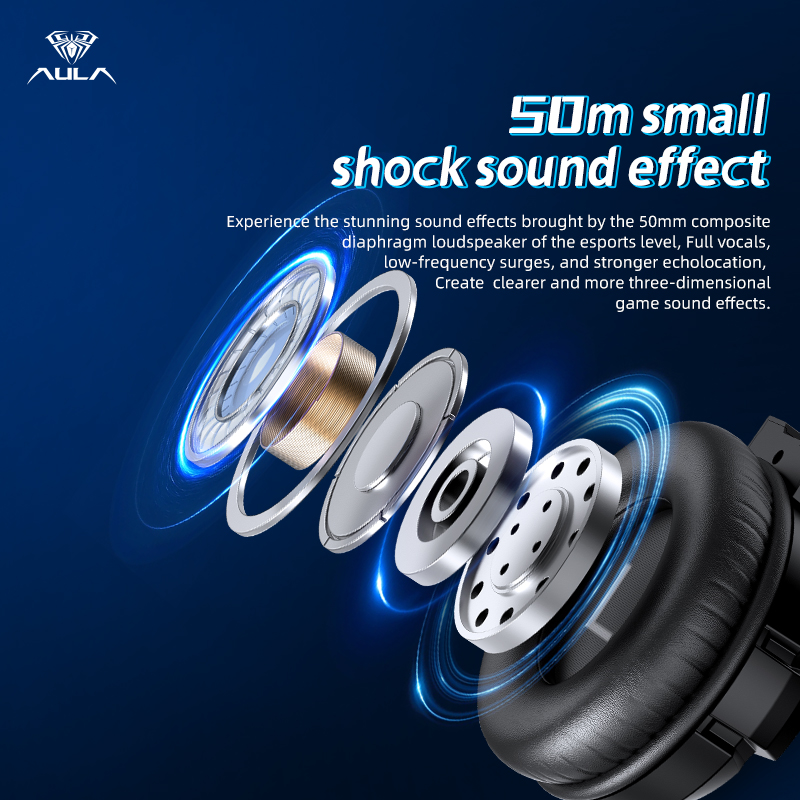 AULA
50m small
shock sound effect
Experience the stunning sound effects brought by the 50mm composite
diaphragm loudspeaker of the esports level, Full vocals,
low-frequency surges, and stronger echolocation,
Create clearer and more three-dimensional
game sound effects.